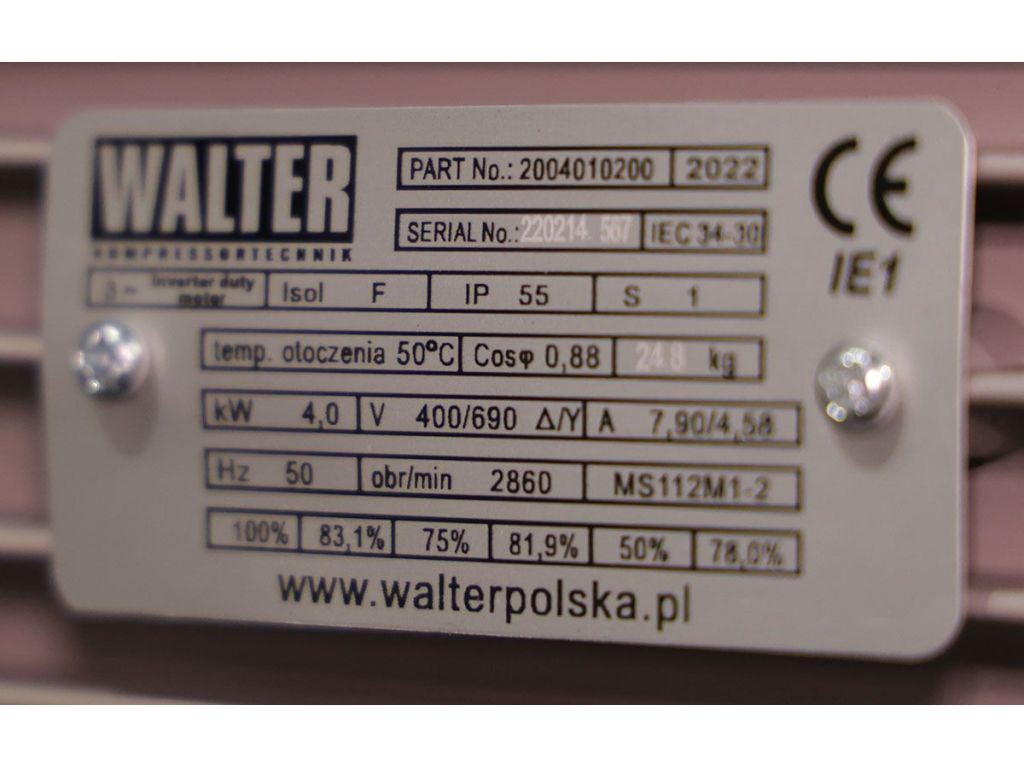 WALTER
KOMPRESSORTECHNIK
PART No.: 2004010200 2022
SERIAL No.: 220214 567 IEC 34-30
CE
IE1
3~ Inverter duty motor Isol F IP 55 S 1
temp. otoczenia 50°C Cosφ 0,88 24.8 kg
kW 4,0 V 400/690 Δ/Y A 7,90/4,58
Hz 50 obr/min 2860 MS112M1-2
100% 83,1% 75% 81,9% 50% 78,0%
www.walterpolska.pl